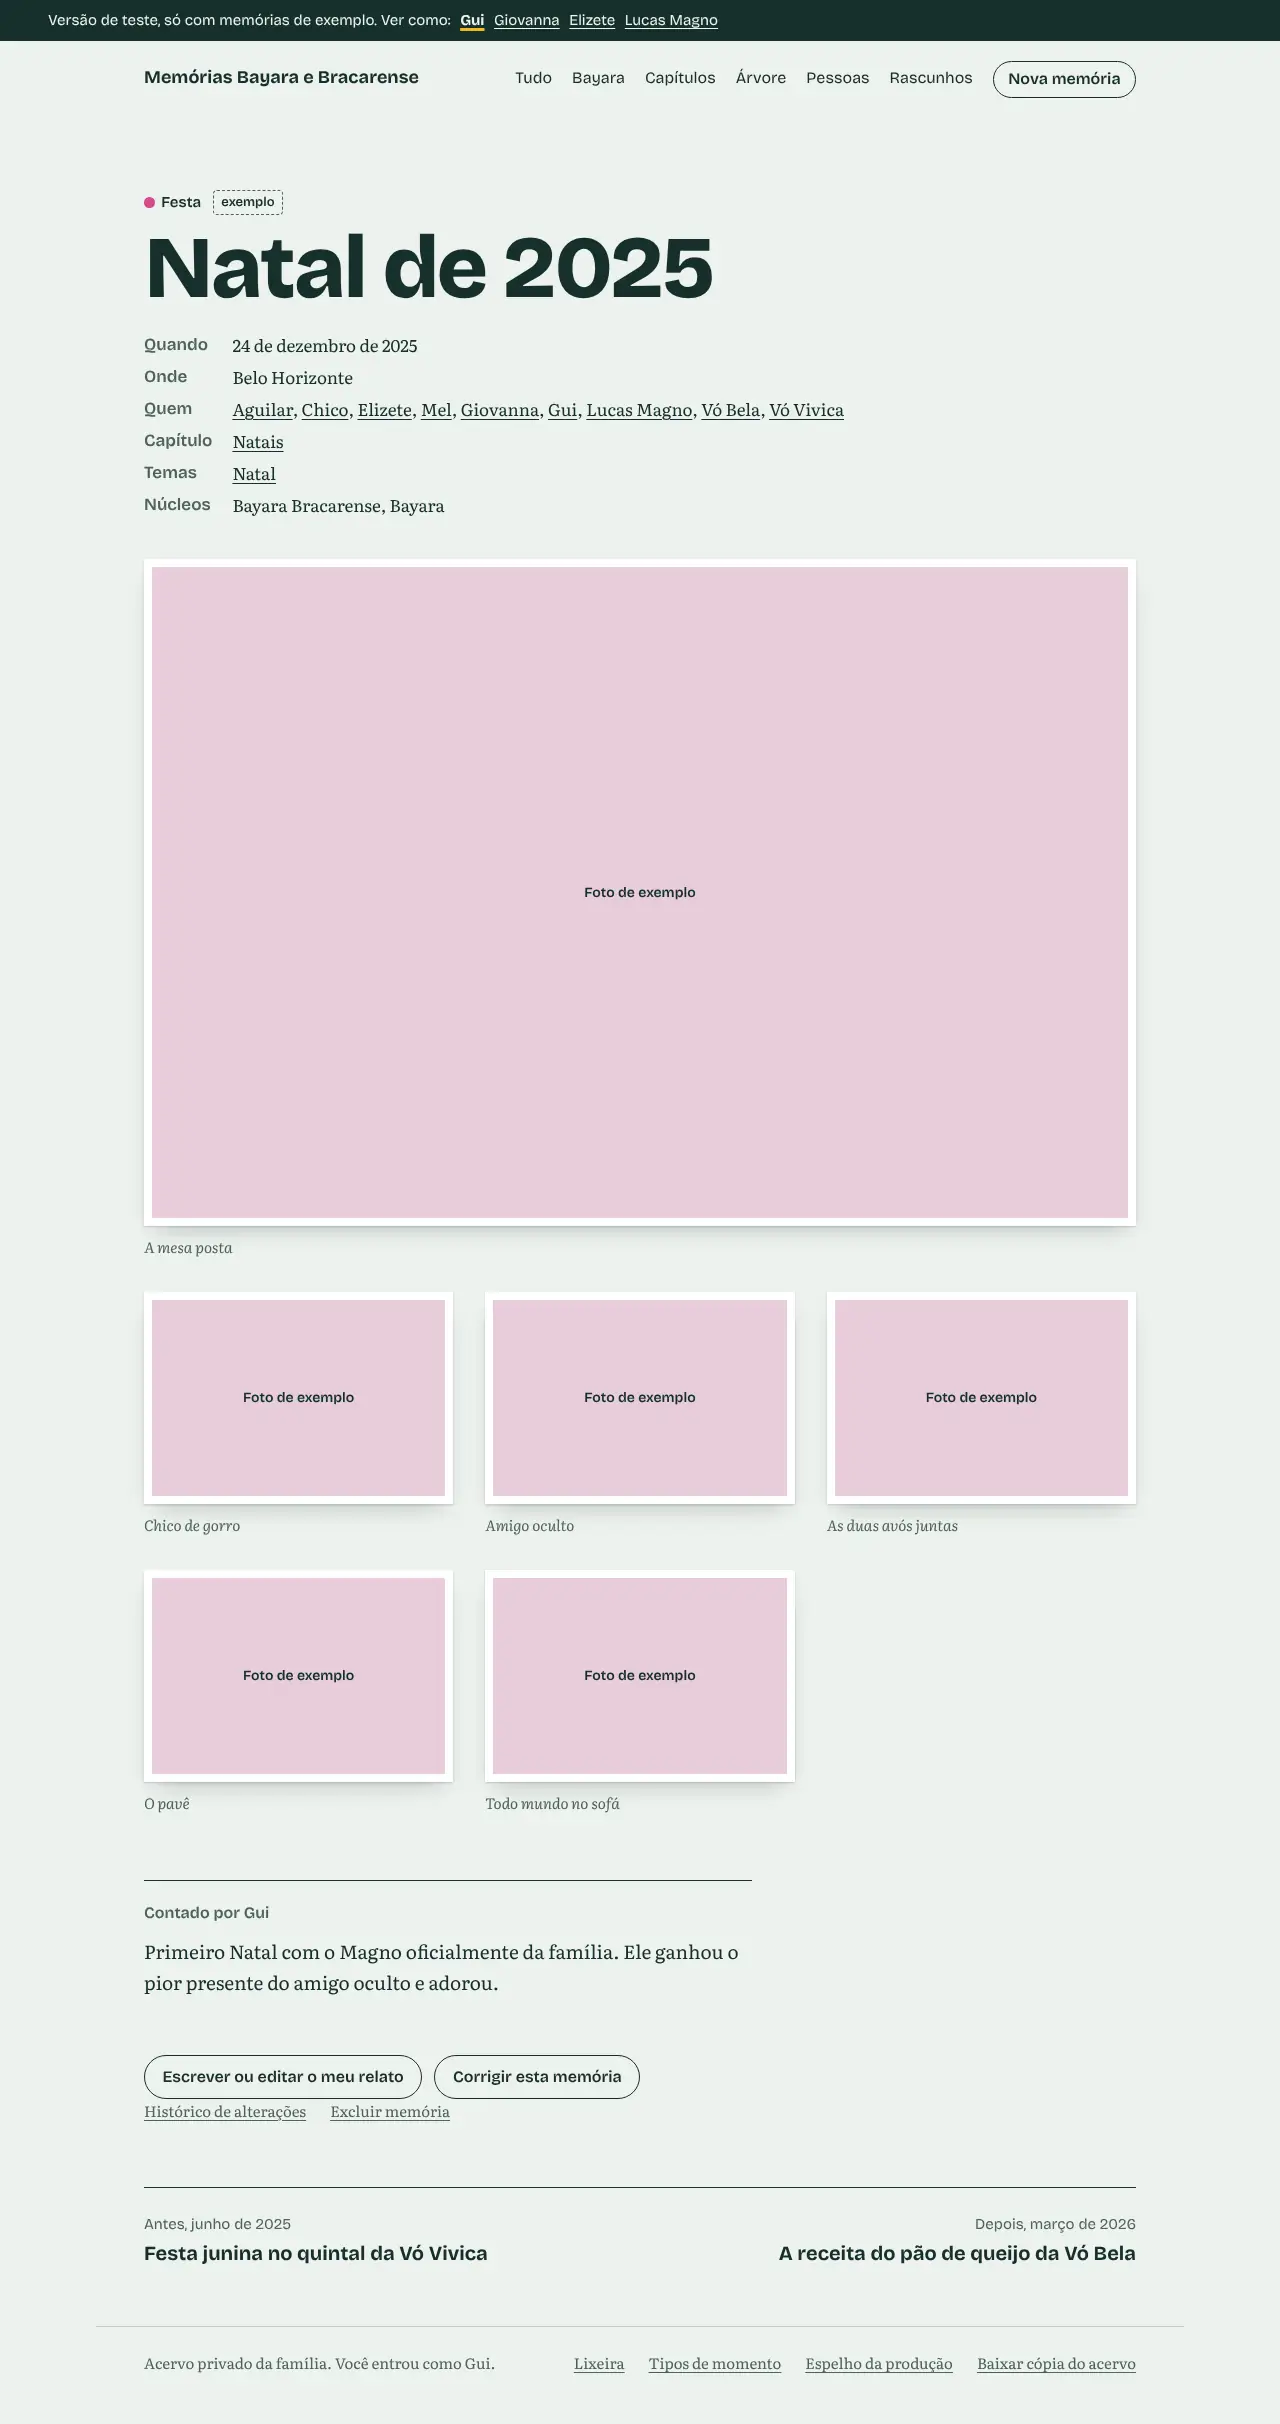 Versão de teste, só com memórias de exemplo. Ver como: Gui Giovanna Elizete Lucas Magno
Memórias Bayara e Bracarense Tudo Bayara Capítulos Árvore Pessoas Rascunhos Nova memória
Festa exemplo
Natal de 2025
Quando 24 de dezembro de 2025
Onde Belo Horizonte
Quem Aguilar, Chico, Elizete, Mel, Giovanna, Gui, Lucas Magno, Vó Bela, Vó Vivica
Capítulo Natais
Temas Natal
Núcleos Bayara Bracarense, Bayara
Foto de exemplo
A mesa posta
Foto de exemplo Foto de exemplo Foto de exemplo
Chico de gorro Amigo oculto As duas avós juntas
Foto de exemplo Foto de exemplo
O pavê Todo mundo no sofá
Contado por Gui
Primeiro Natal com o Magno oficialmente da família. Ele ganhou o
pior presente do amigo oculto e adorou.
Escrever ou editar o meu relato Corrigir esta memória
Histórico de alterações Excluir memória
Antes, junho de 2025 Depois, março de 2026
Festa junina no quintal da Vó Vivica A receita do pão de queijo da Vó Bela
Acervo privado da família. Você entrou como Gui. Lixeira Tipos de momento Espelho da produção Baixar cópia do acervo